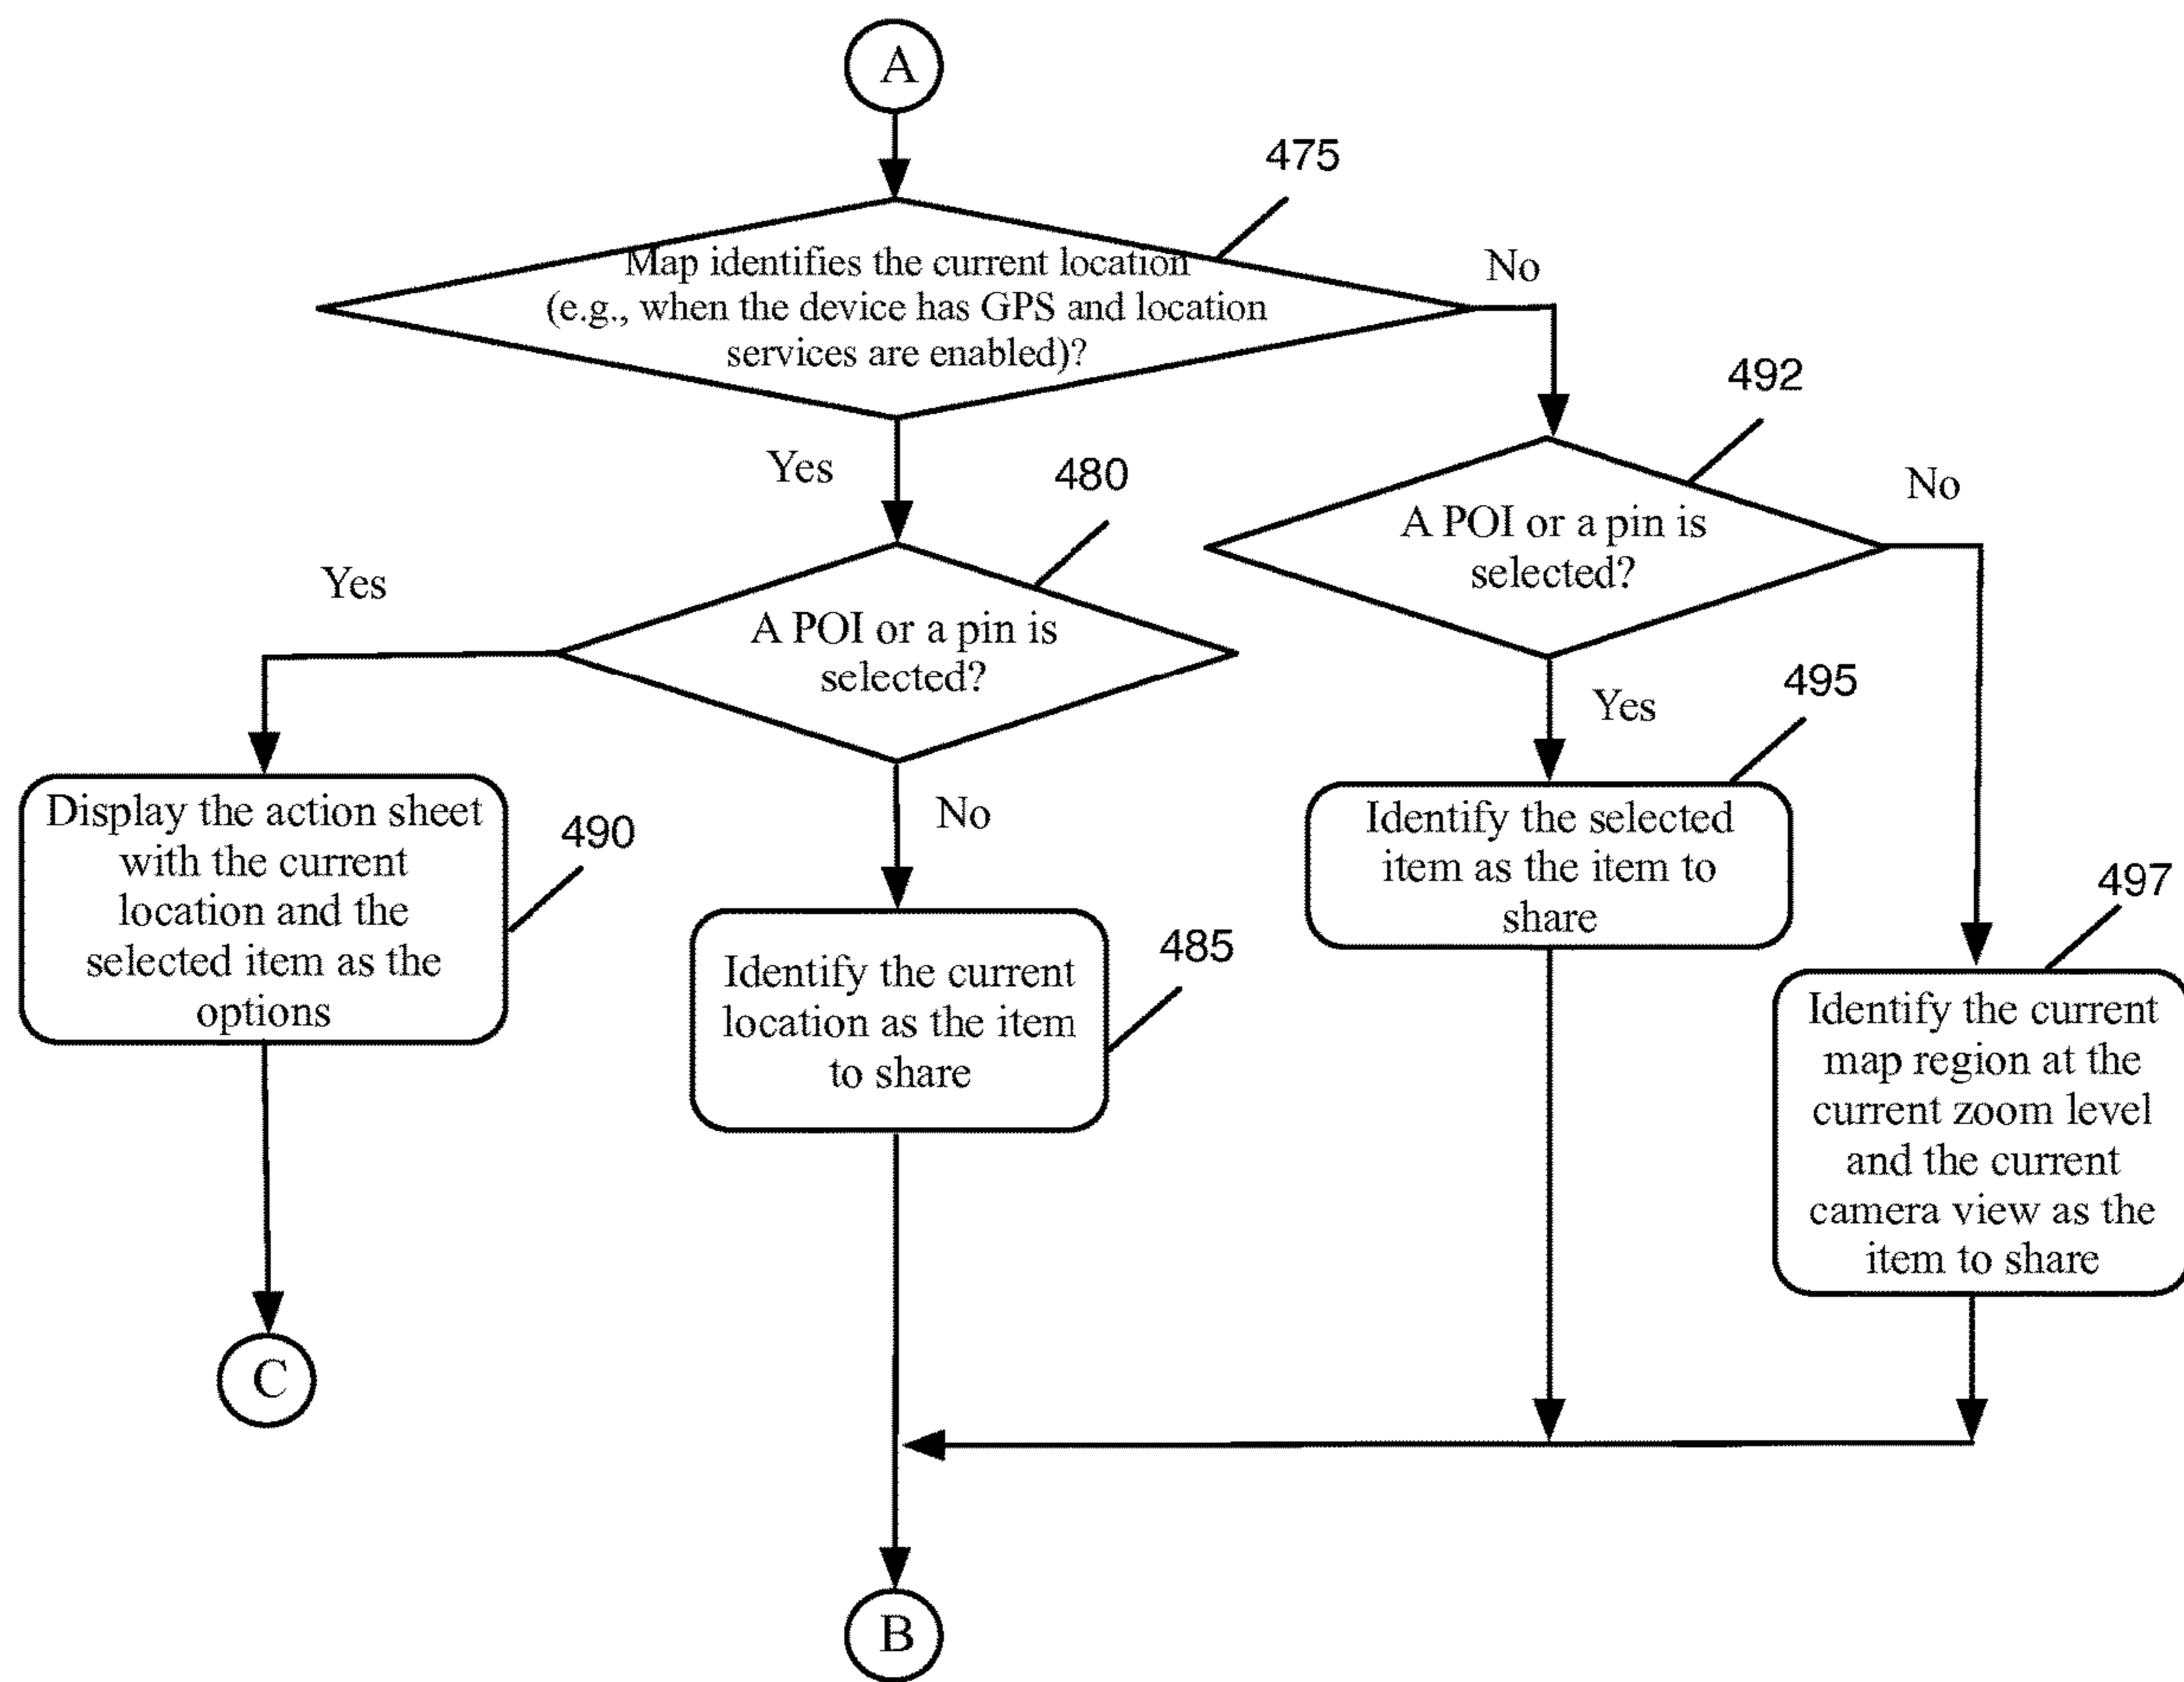 A
475
Map identifies the current location
(e.g., when the device has GPS and location
services are enabled)?
No
492
Yes
480
No
A POI or a pin is
selected?
Yes
A POI or a pin is
selected?
495
Yes
Display the action sheet
with the current
location and the
selected item as the
options
490
No
Identify the selected
item as the item to
share
497
485
Identify the current
location as the item
to share
Identify the current
map region at the
current zoom level
and the current
camera view as the
item to share
C
B